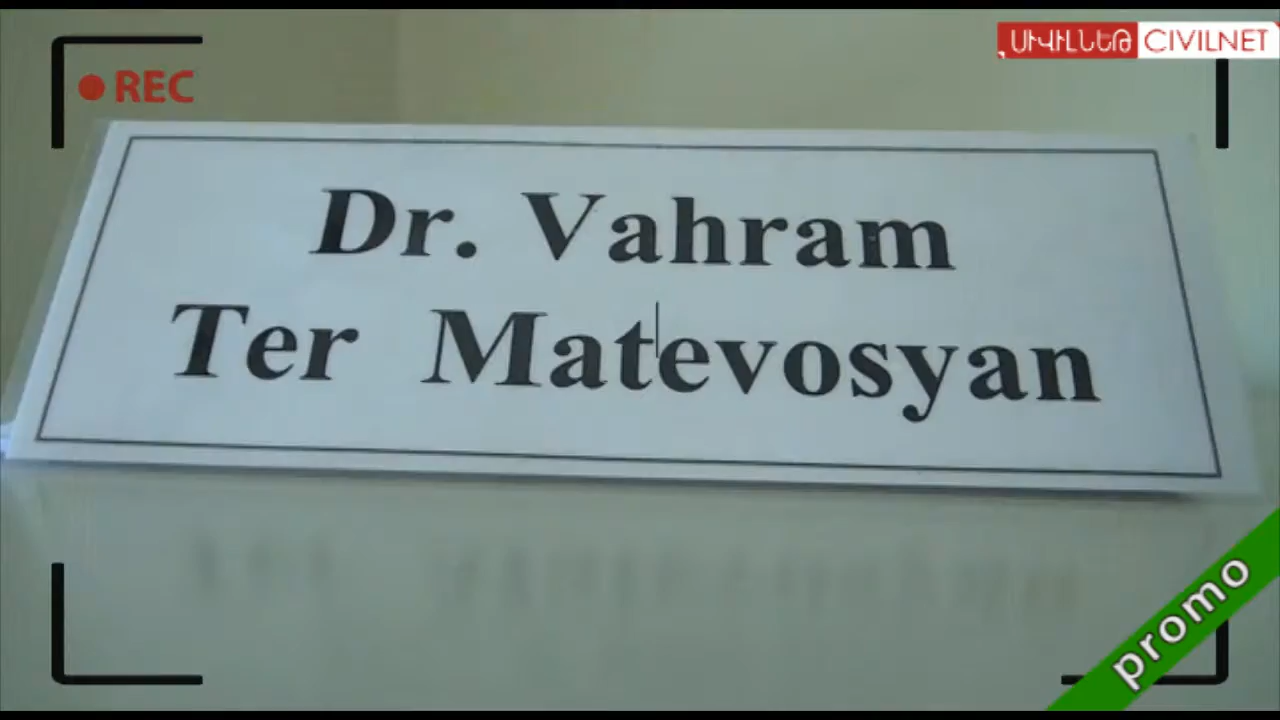 ՍԻՎԻԼՆԵԹ CIVILNET
REC
Dr. Vahram
Ter Matevosyan
promo